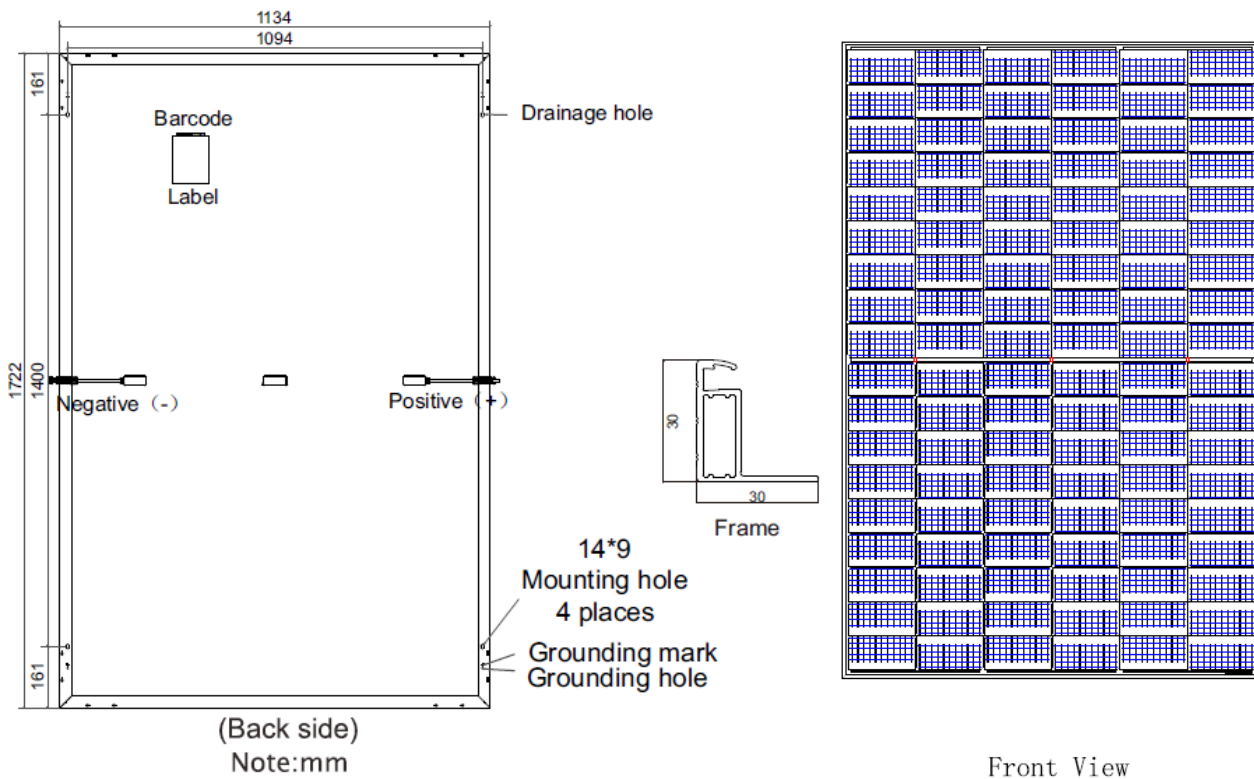 1134
1094
161
Drainage hole
Barcode
Label
1722
1400
Negative（-）
Positive（+）
30
30
Frame
14*9
Mounting hole
4 places
Grounding mark
Grounding hole
161
(Back side)
Note:mm
Front View